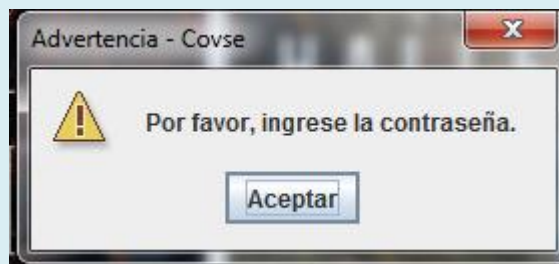 Advertencia - Covse
Por favor, ingrese la contraseña.
Aceptar